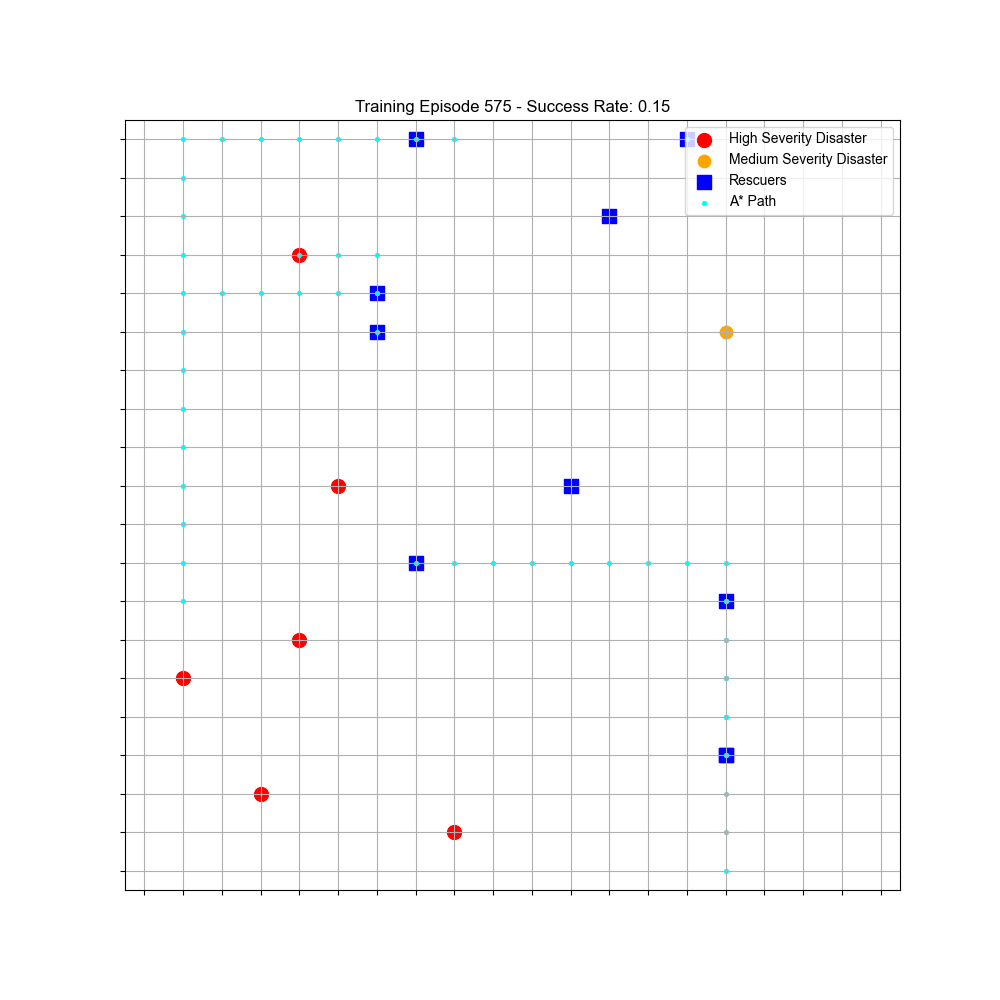 Training Episode 575 - Success Rate: 0.15
High Severity Disaster
Medium Severity Disaster
Rescuers
A* Path